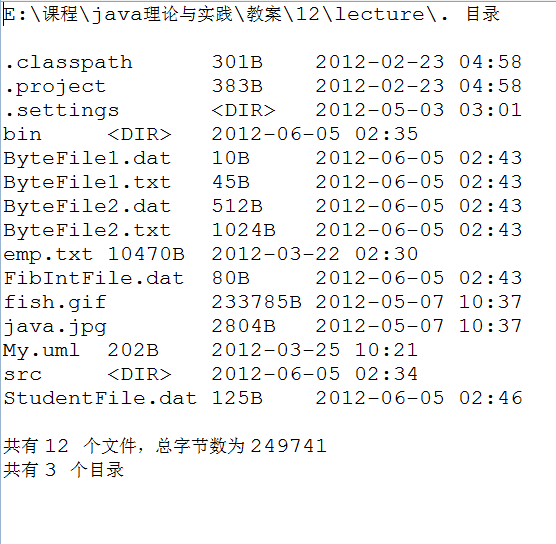 E:\课程\java理论与实践\教案\12\lecture\. 目录
.classpath 301B 2012-02-23 04:58
.project 383B 2012-02-23 04:58
.settings <DIR> 2012-05-03 03:01
bin <DIR> 2012-06-05 02:35
ByteFile1.dat 10B 2012-06-05 02:43
ByteFile1.txt 45B 2012-06-05 02:43
ByteFile2.dat 512B 2012-06-05 02:43
ByteFile2.txt 1024B 2012-06-05 02:43
emp.txt 10470B 2012-03-22 02:30
FibIntFile.dat 80B 2012-06-05 02:43
fish.gif 233785B 2012-05-07 10:37
java.jpg 2804B 2012-05-07 10:37
My.uml 202B 2012-03-25 10:21
src <DIR> 2012-06-05 02:34
StudentFile.dat 125B 2012-06-05 02:46
共有 12 个文件，总字节数为 249741
共有 3 个目录